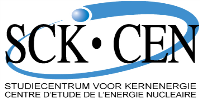 SCK•CEN
STUDIECENTRUM VOOR KERNENERGIE
CENTRE D'ETUDE DE L'ENERGIE NUCLEAIRE